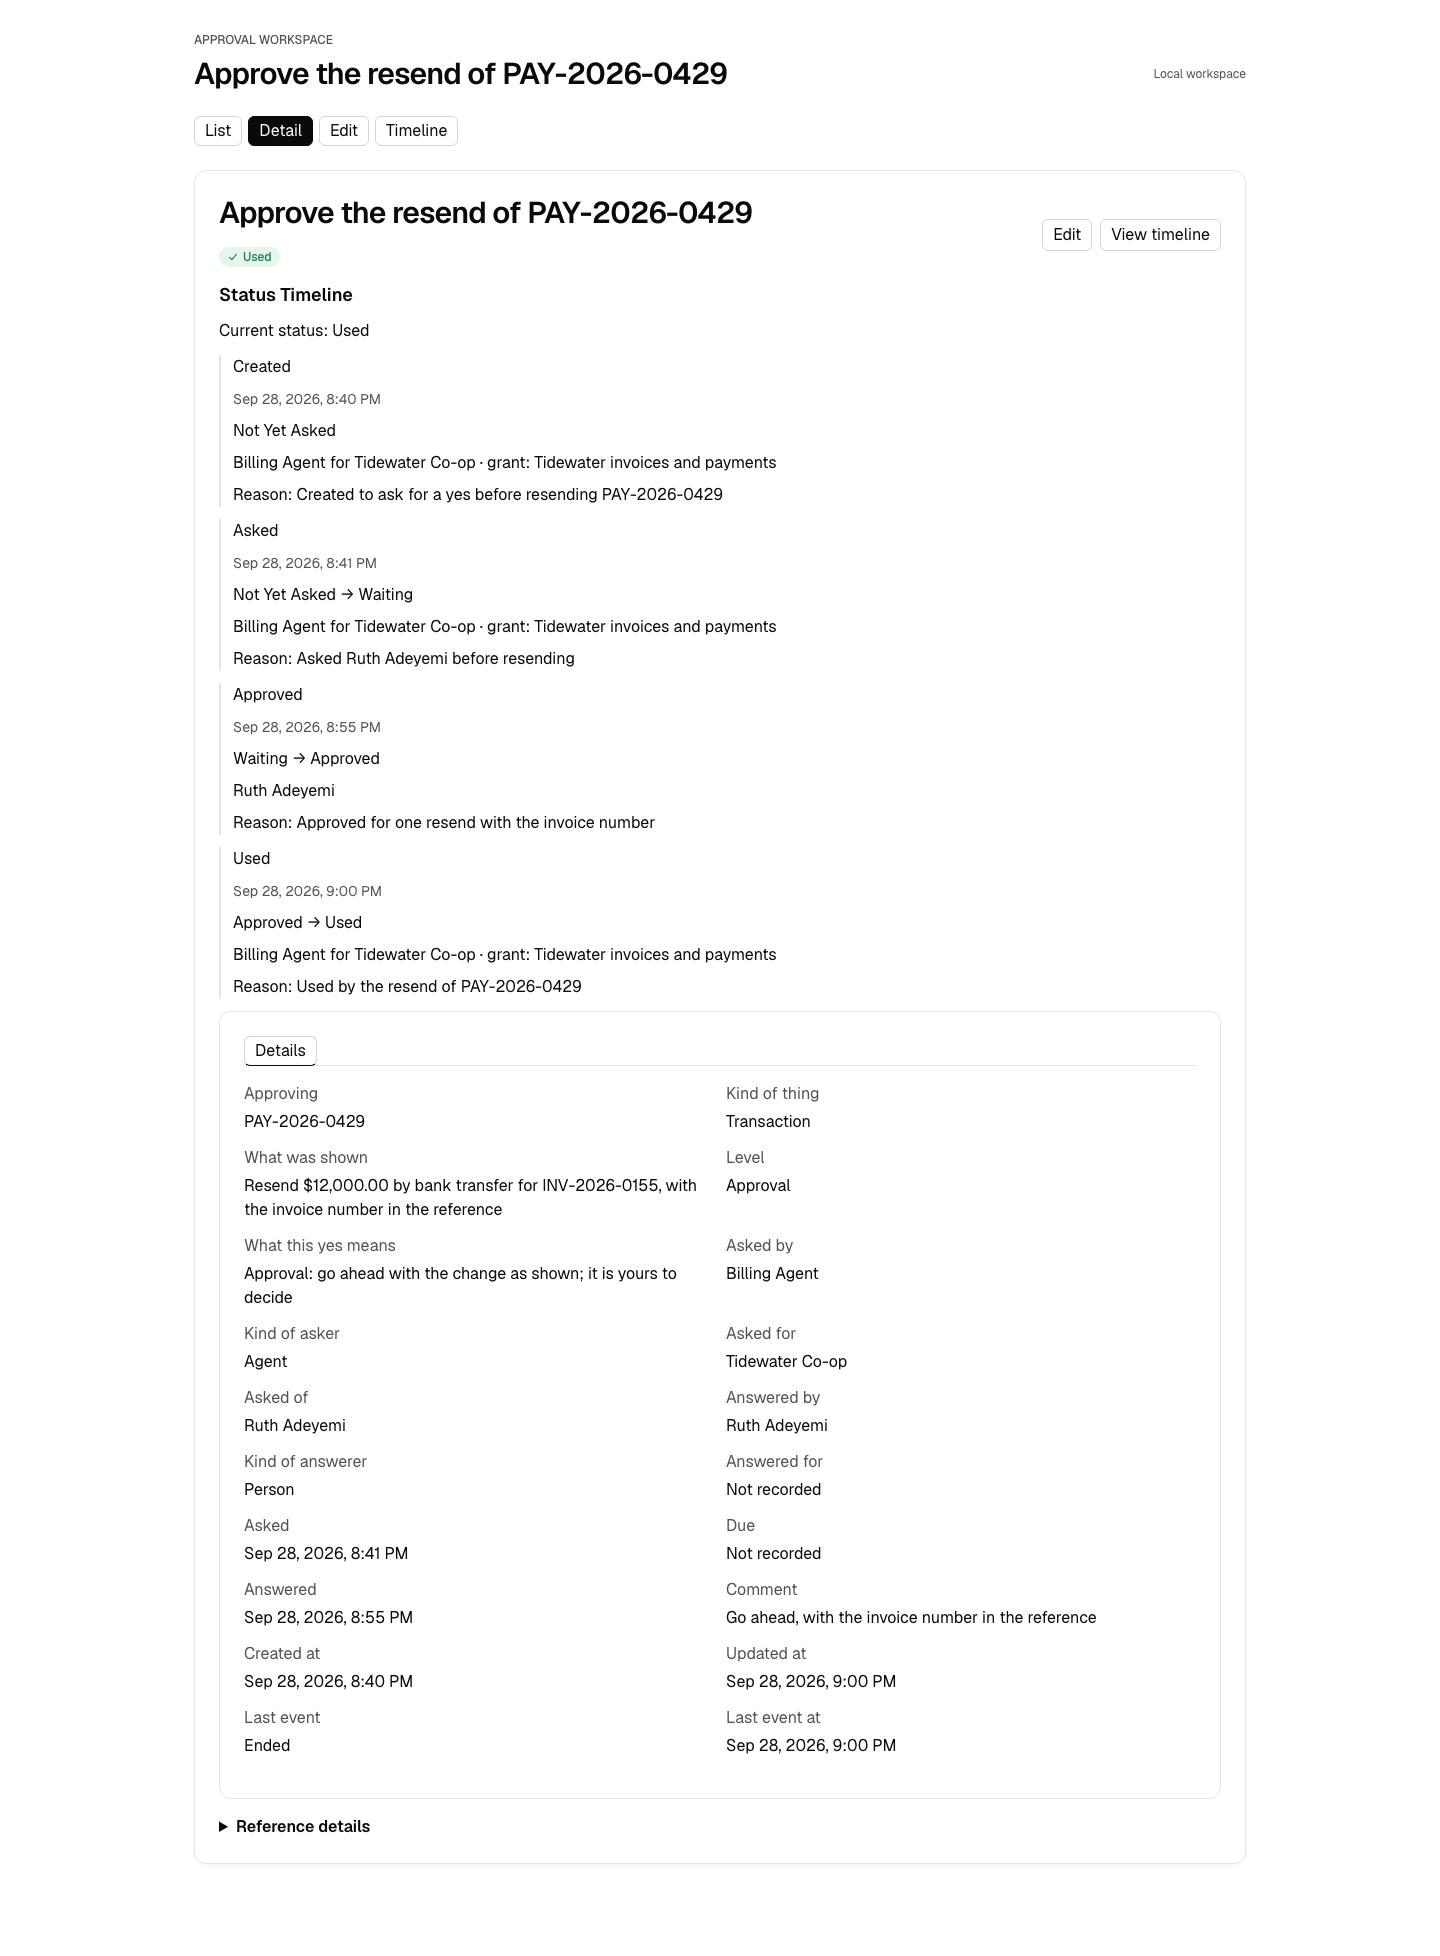 APPROVAL WORKSPACE
Approve the resend of PAY-2026-0429
Local workspace
List
Detail
Edit
Timeline
Approve the resend of PAY-2026-0429
Edit
View timeline
Used
Status Timeline
Current status: Used
Created
Sep 28, 2026, 8:40 PM
Not Yet Asked
Billing Agent for Tidewater Co-op · grant: Tidewater invoices and payments
Reason: Created to ask for a yes before resending PAY-2026-0429
Asked
Sep 28, 2026, 8:41 PM
Not Yet Asked → Waiting
Billing Agent for Tidewater Co-op · grant: Tidewater invoices and payments
Reason: Asked Ruth Adeyemi before resending
Approved
Sep 28, 2026, 8:55 PM
Waiting → Approved
Ruth Adeyemi
Reason: Approved for one resend with the invoice number
Used
Sep 28, 2026, 9:00 PM
Approved → Used
Billing Agent for Tidewater Co-op · grant: Tidewater invoices and payments
Reason: Used by the resend of PAY-2026-0429
Details
Approving
PAY-2026-0429
Kind of thing
Transaction
What was shown
Resend $12,000.00 by bank transfer for INV-2026-0155, with
the invoice number in the reference
Level
Approval
What this yes means
Approval: go ahead with the change as shown; it is yours to
decide
Asked by
Billing Agent
Kind of asker
Agent
Asked for
Tidewater Co-op
Asked of
Ruth Adeyemi
Answered by
Ruth Adeyemi
Kind of answerer
Person
Answered for
Not recorded
Asked
Sep 28, 2026, 8:41 PM
Due
Not recorded
Answered
Sep 28, 2026, 8:55 PM
Comment
Go ahead, with the invoice number in the reference
Created at
Sep 28, 2026, 8:40 PM
Updated at
Sep 28, 2026, 9:00 PM
Last event
Ended
Last event at
Sep 28, 2026, 9:00 PM
Reference details